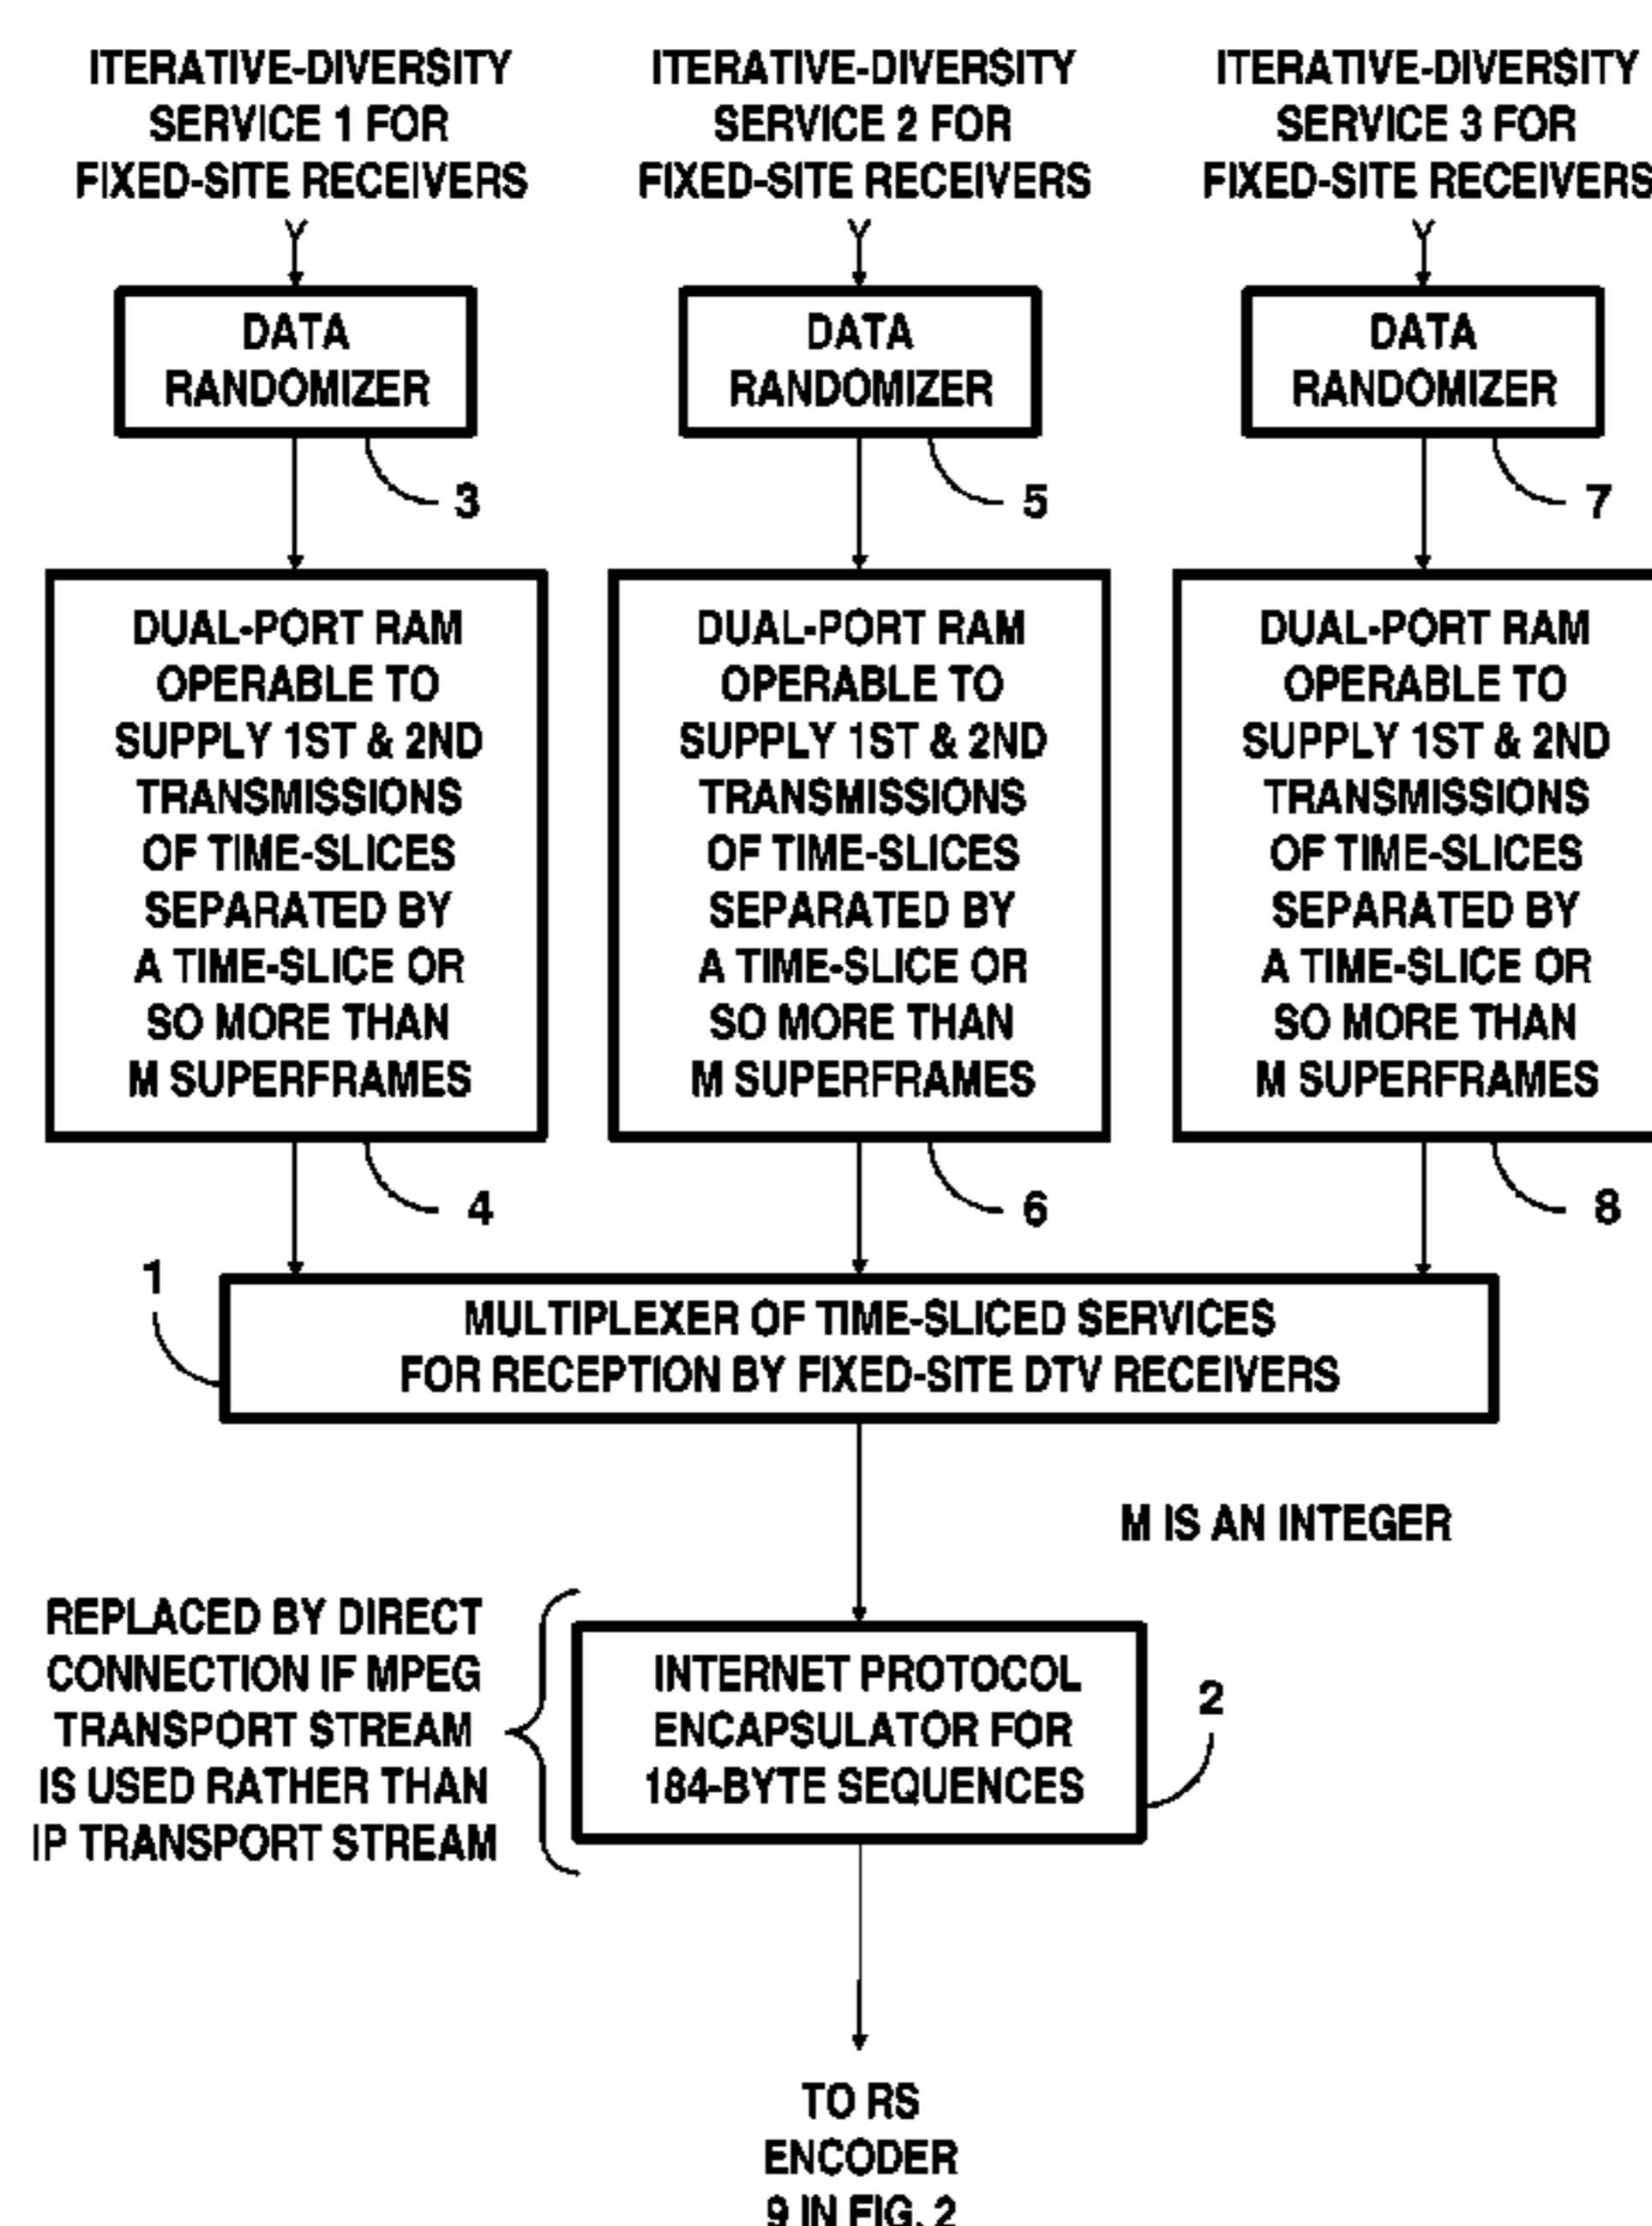 ITERATIVE-DIVERSITY
SERVICE 1 FOR
FIXED-SITE RECEIVERS
ITERATIVE-DIVERSITY
SERVICE 2 FOR
FIXED-SITE RECEIVERS
ITERATIVE-DIVERSITY
SERVICE 3 FOR
FIXED-SITE RECEIVERS
DATA
RANDOMIZER
3
DATA
RANDOMIZER
5
DATA
RANDOMIZER
7
DUAL-PORT RAM
OPERABLE TO
SUPPLY 1ST & 2ND
TRANSMISSIONS
OF TIME-SLICES
SEPARATED BY
A TIME-SLICE OR
SO MORE THAN
M SUPERFRAMES
4
DUAL-PORT RAM
OPERABLE TO
SUPPLY 1ST & 2ND
TRANSMISSIONS
OF TIME-SLICES
SEPARATED BY
A TIME-SLICE OR
SO MORE THAN
M SUPERFRAMES
6
DUAL-PORT RAM
OPERABLE TO
SUPPLY 1ST & 2ND
TRANSMISSIONS
OF TIME-SLICES
SEPARATED BY
A TIME-SLICE OR
SO MORE THAN
M SUPERFRAMES
8
1
MULTIPLEXER OF TIME-SLICED SERVICES
FOR RECEPTION BY FIXED-SITE DTV RECEIVERS
M IS AN INTEGER
REPLACED BY DIRECT
CONNECTION IF MPEG
TRANSPORT STREAM
IS USED RATHER THAN
IP TRANSPORT STREAM
INTERNET PROTOCOL
ENCAPSULATOR FOR
184-BYTE SEQUENCES
2
TO RS
ENCODER
9 IN FIG. 2